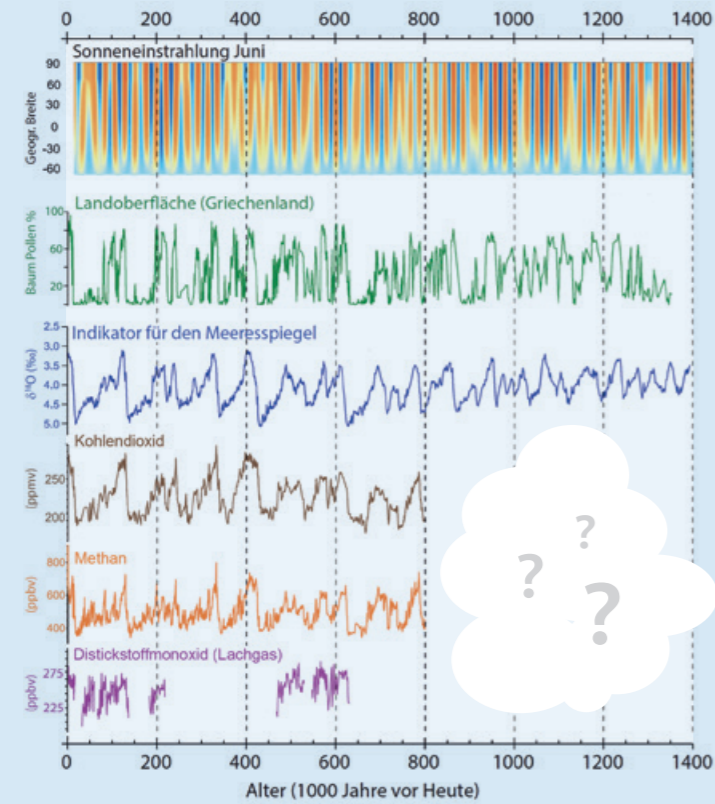 0 200 400 600 800 1000 1200 1400
Sonneneinstrahlung Juni
Geogr. Breite
90
60
30
0
-30
-60
Landoberfläche (Griechenland)
Baum Pollen %
100
60
20
Indikator für den Meeresspiegel
δ¹⁸O (‰)
2.5
3.0
3.5
4.0
4.5
5.0
Kohlendioxid
(ppmv)
250
200
Methan
(ppbv)
800
600
400
Distickstoffmonoxid (Lachgas)
(ppbv)
275
225
?
?
?
0 200 400 600 800 1000 1200 1400
Alter (1000 Jahre vor Heute)